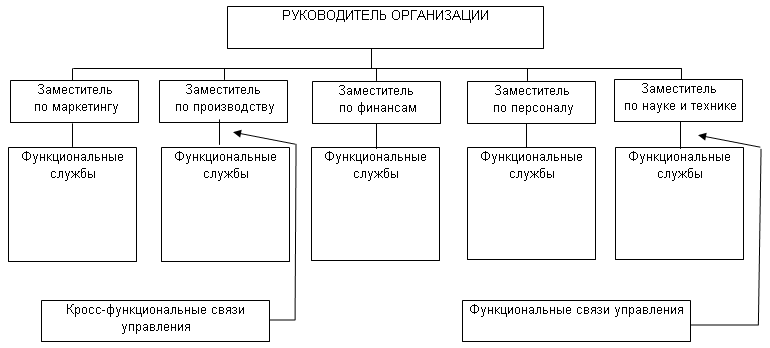 РУКОВОДИТЕЛЬ ОРГАНИЗАЦИИ
Заместитель
по маркетингу
Заместитель
по производству
Заместитель
по финансам
Заместитель
по персоналу
Заместитель
по науке и технике
Функциональные
службы
Функциональные
службы
Функциональные
службы
Функциональные
службы
Функциональные
службы
Кросс-функциональные связи
управления
Функциональные связи управления